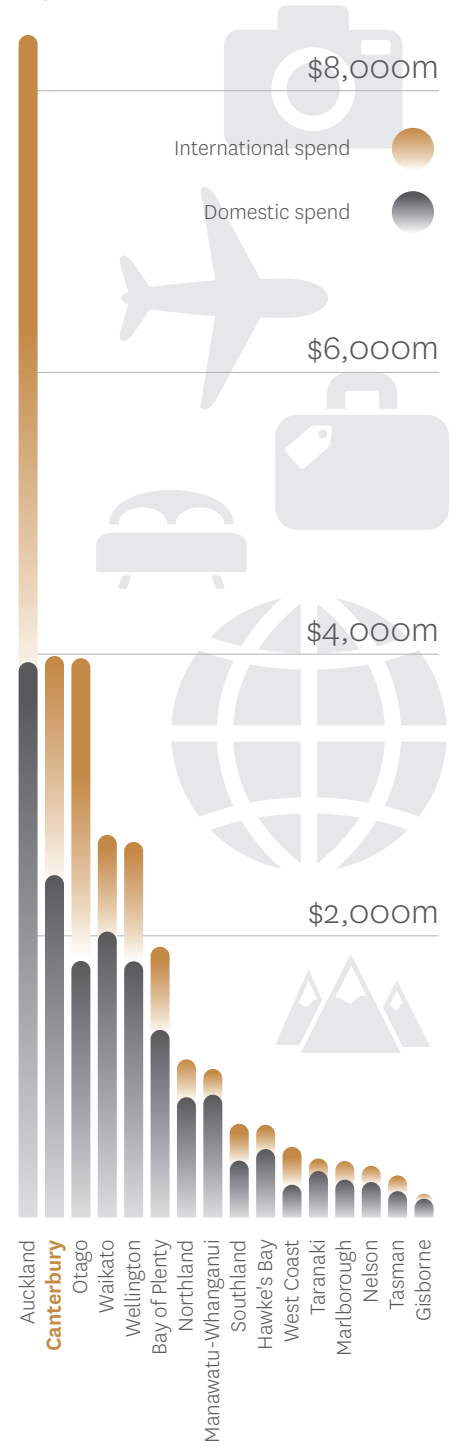 $8,000m
International spend
Domestic spend
$6,000m
$4,000m
$2,000m
Auckland
Canterbury
Otago
Waikato
Wellington
Bay of Plenty
Northland
Manawatu-Whanganui
Southland
Hawke's Bay
West Coast
Taranaki
Marlborough
Nelson
Tasman
Gisborne